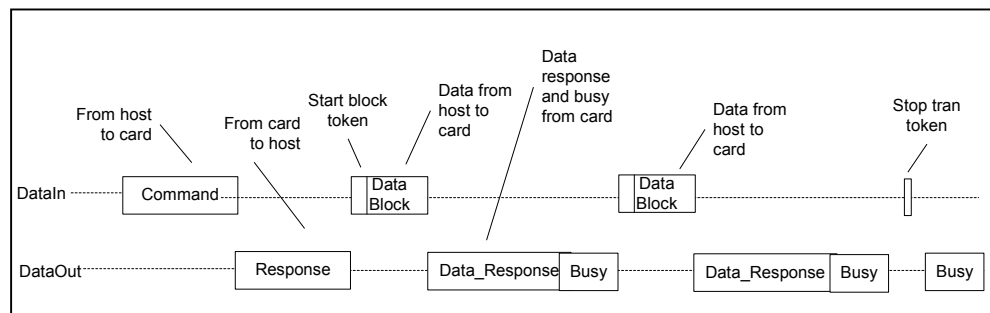 From host
to card
From card
to host
Start block
token
Data from
host to
card
Data
response
and busy
from card
Data from
host to
card
Stop tran
token
DataIn
Command
Data
Block
Data
Block
DataOut
Response
Data_Response
Busy
Data_Response
Busy
Busy